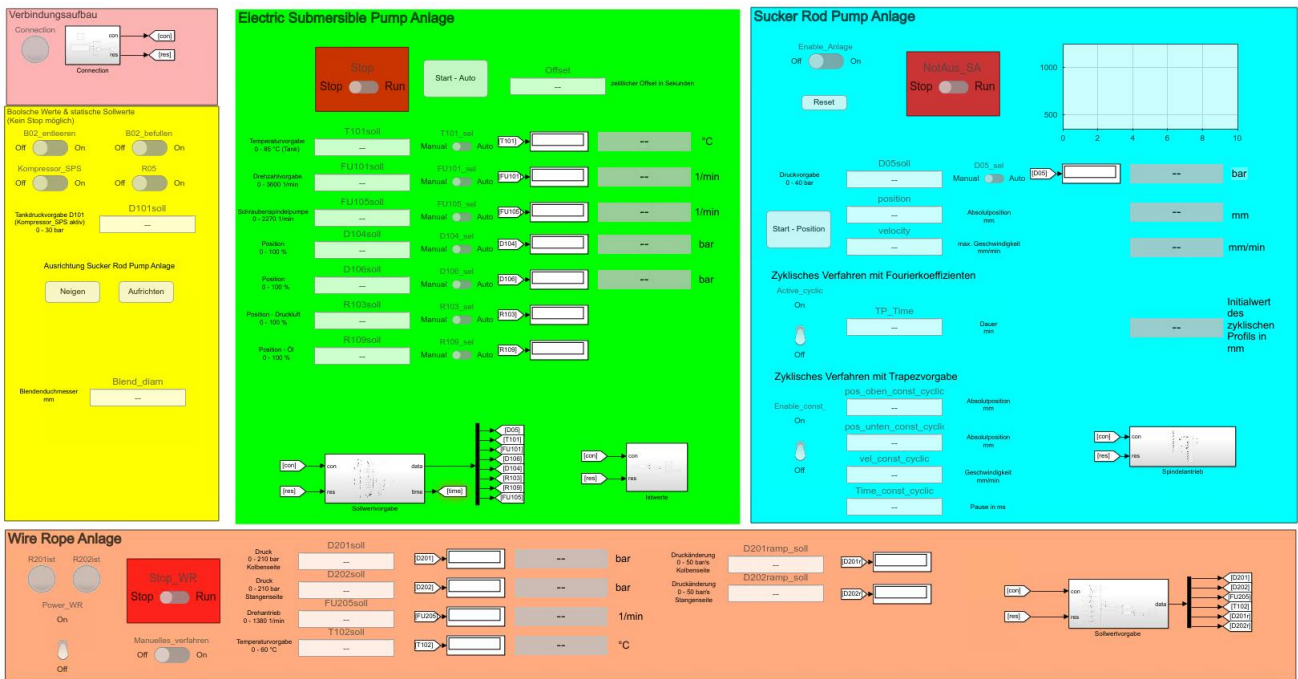 Verbindungsaufbau
Connection
con
res
[con]
[res]
Connection
Boolsche Werte & statische Sollwerte
(Kein Stop möglich)
B02_entleeren
B02_befullen
Off On
Off On
Kompressor_SPS
R05
Off On
Off On
Tankdruckvorgabe D101
(Kompressor_SPS aktiv)
0 - 30 bar
D101soll
--
Ausrichtung Sucker Rod Pump Anlage
Neigen
Aufrichten
Blendenduchmesser
mm
Blend_diam
--
Electric Submersible Pump Anlage
Stop
Stop Run
Start - Auto
Offset
--
zeitlicher Offset in Sekunden
Temperaturvorgabe
0 - 85 °C (Tank)
T101soll
--
T101_sel
Manual Auto
[T101]
--
°C
Drehzahlvorgabe
0 - 3600 1/min
FU101soll
--
FU101_sel
Manual Auto
[FU101]
--
1/min
Schraubenspindelpumpe
0 - 2270 1/min
FU105soll
--
FU105_sel
Manual Auto
[FU105]
--
1/min
Position
0 - 100 %
D104soll
--
D104_sel
Manual Auto
[D104]
--
bar
Position
0 - 100 %
D106soll
--
D106_sel
Manual Auto
[D106]
--
bar
Position - Druckluft
0 - 100 %
R103soll
--
R103_sel
Manual Auto
[R103]
Position - Öl
0 - 100 %
R109soll
--
R109_sel
Manual Auto
[R109]
[con]
[res]
con
res
data
time
Sollwertvorgabe
[time]
[D05]
[T101]
[FU101]
[D106]
[D104]
[R103]
[R109]
[FU105]
[con]
[res]
con
res
Istwerte
Sucker Rod Pump Anlage
Enable_Anlage
Off On
Reset
NotAus_SA
Stop Run
1000
500
0 2 4 6 8 10
Druckvorgabe
0 - 40 bar
D05soll
--
D05_sel
Manual Auto
[D05]
--
bar
Start - Position
position
--
Absolutposition
mm
--
mm
velocity
--
max. Geschwindigkeit
mm/min
--
mm/min
Zyklisches Verfahren mit Fourierkoeffizienten
Active_cyclic
On
Off
TP_Time
--
Dauer
min
--
Initialwert
des
zyklischen
Profils in
mm
Zyklisches Verfahren mit Trapezvorgabe
Enable_const_
On
Off
pos_oben_const_cyclic
--
Absolutposition
mm
pos_unten_const_cyclic
--
Absolutposition
mm
vel_const_cyclic
--
Geschwindigkeit
mm/min
Time_const_cyclic
--
Pause in ms
[con]
[res]
con
res
Spindelantrieb
Wire Rope Anlage
R201ist
R202ist
Power_WR
On
Off
Stop_WR
Stop Run
Manuelles_verfahren
Off On
Druck
0 - 210 bar
Kolbenseite
D201soll
--
[D201]
--
bar
Druck
0 - 210 bar
Stangenseite
D202soll
--
[D202]
--
bar
Drehantrieb
0 - 1380 1/min
FU205soll
--
[FU205]
--
1/min
Temperaturvorgabe
0 - 60 °C
T102soll
--
[T102]
--
°C
Druckänderung
0 - 50 bar/s
Kolbenseite
D201ramp_soll
--
[D201r]
Druckänderung
0 - 50 bar/s
Stangenseite
D202ramp_soll
--
[D202r]
[con]
[res]
con
res
data
Sollwertvorgabe
[D201]
[D202]
[FU205]
[T102]
[D201r]
[D202r]